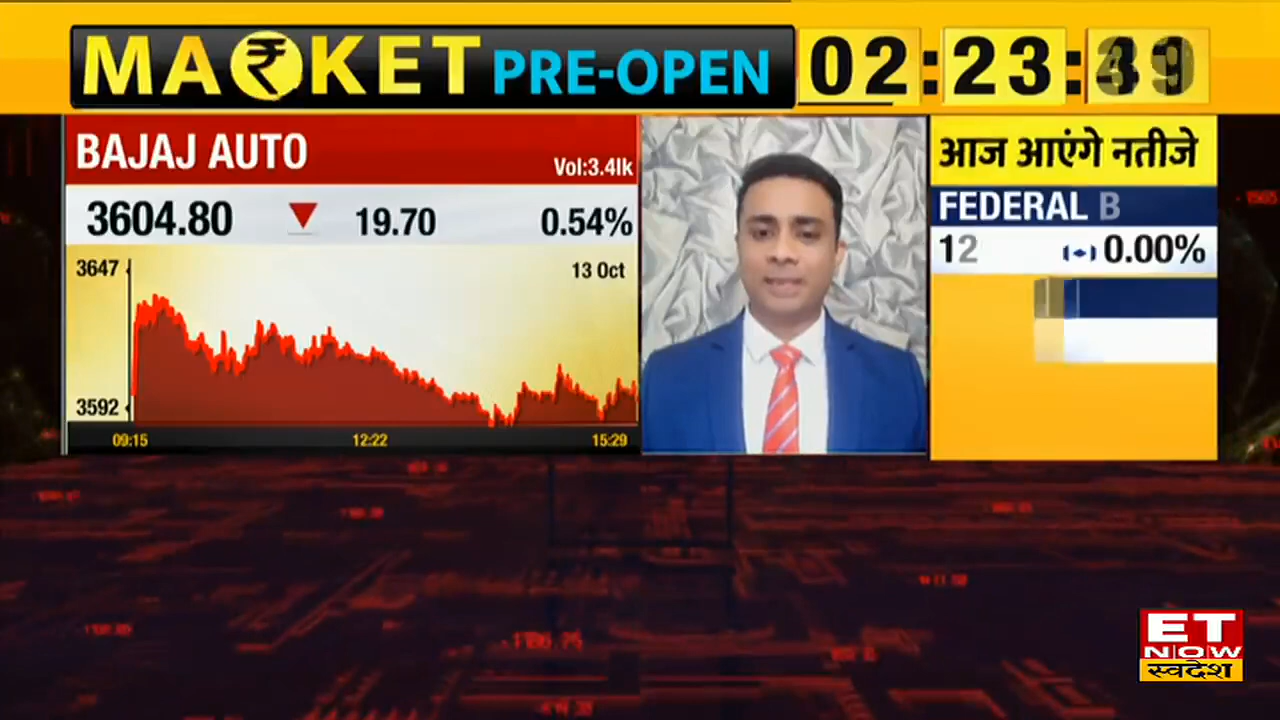 MA₹KET PRE-OPEN
02:23:49
BAJAJ AUTO
Vol:3.4lk
3604.80 ▼ 19.70 0.54%
3647
13 Oct
3592
09:15 12:22 15:29
आज आएंगे नतीजे
FEDERAL B
12 0.00%
ET
NOW
स्वदेश